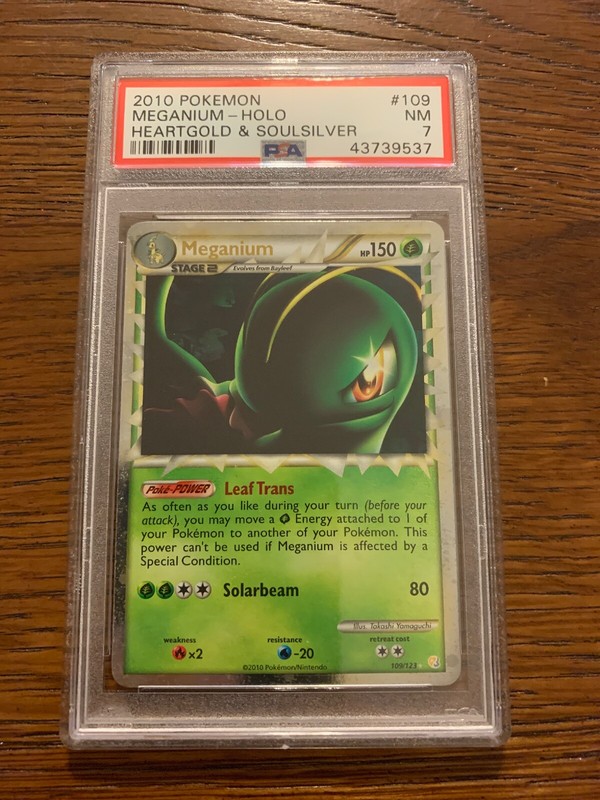 2010 POKEMON #109
MEGANIUM - HOLO NM
HEARTGOLD & SOULSILVER 7
PSA 43739537
Meganium HP 150
STAGE 2 Evolves from Bayleef
Poké-POWER Leaf Trans
As often as you like during your turn (before your
attack), you may move a Energy attached to 1 of
your Pokémon to another of your Pokémon. This
power can't be used if Meganium is affected by a
Special Condition.
Solarbeam 80
Illus. Takashi Yamaguchi
weakness resistance retreat cost
×2 -20
©2010 Pokémon/Nintendo 109/123